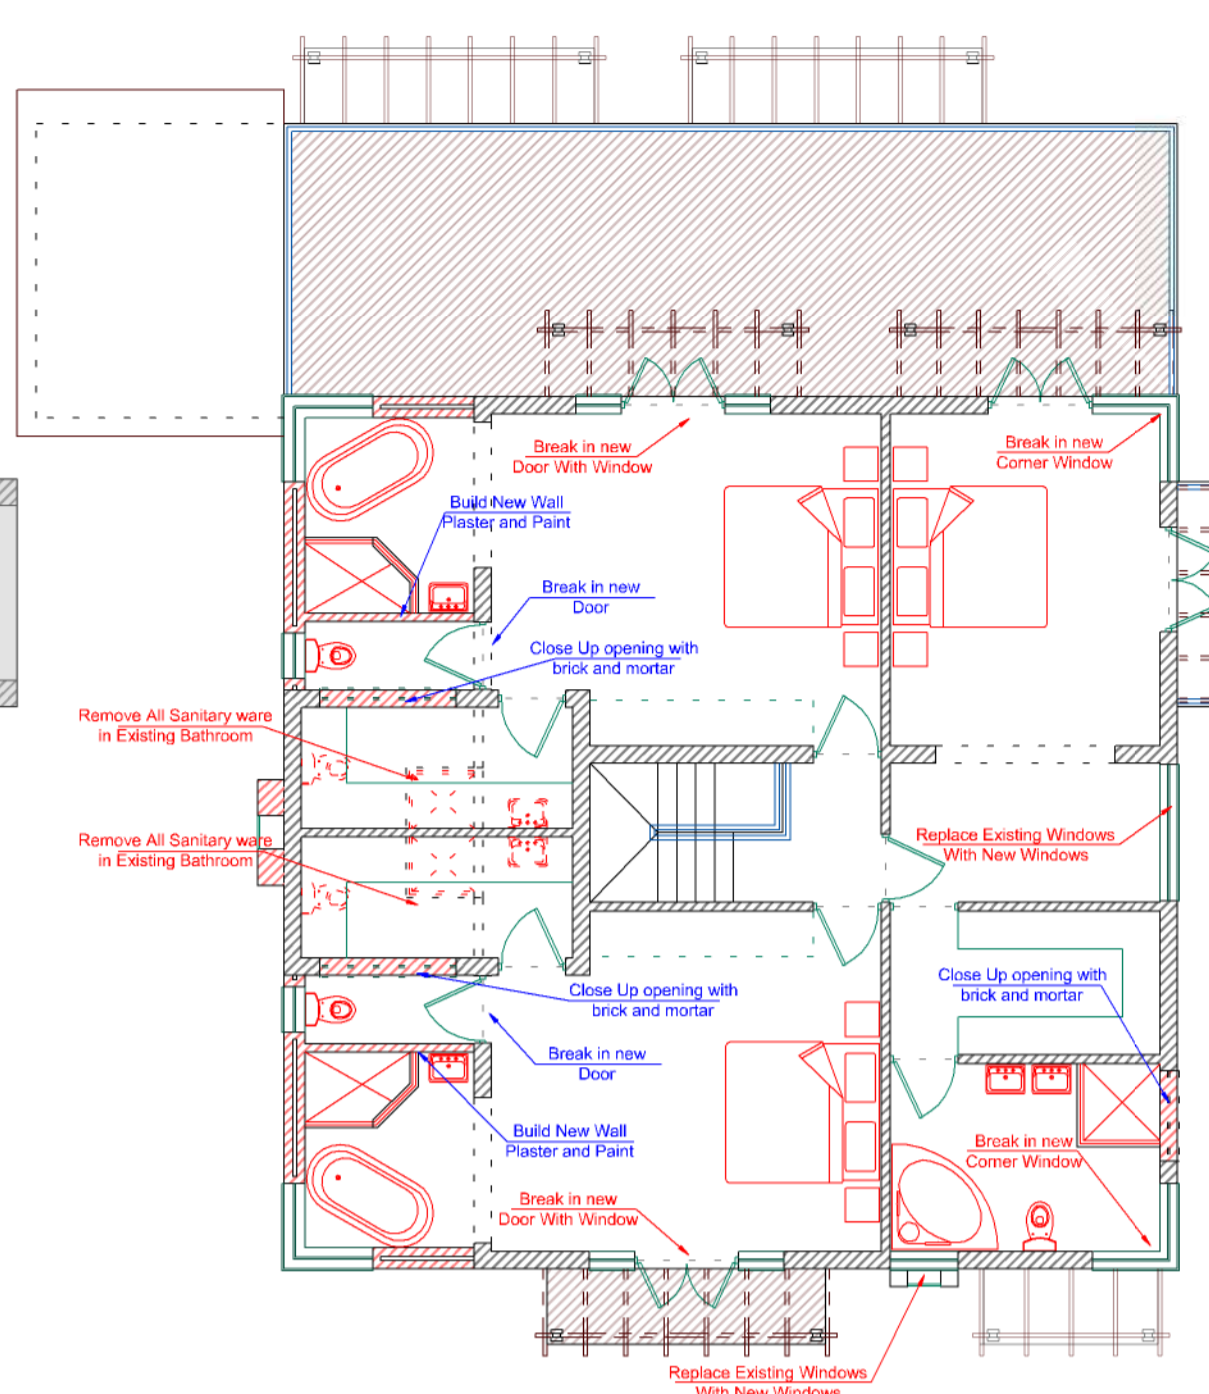 Break in new
Door With Window
Break in new
Corner Window
Build New Wall
Plaster and Paint
Break in new
Door
Close Up opening with
brick and mortar
Remove All Sanitary ware
in Existing Bathroom
Replace Existing Windows
With New Windows
Remove All Sanitary ware
in Existing Bathroom
Close Up opening with
brick and mortar
Close Up opening with
brick and mortar
Break in new
Door
Build New Wall
Plaster and Paint
Break in new
Corner Window
Break in new
Door With Window
Replace Existing Windows
With New Windows